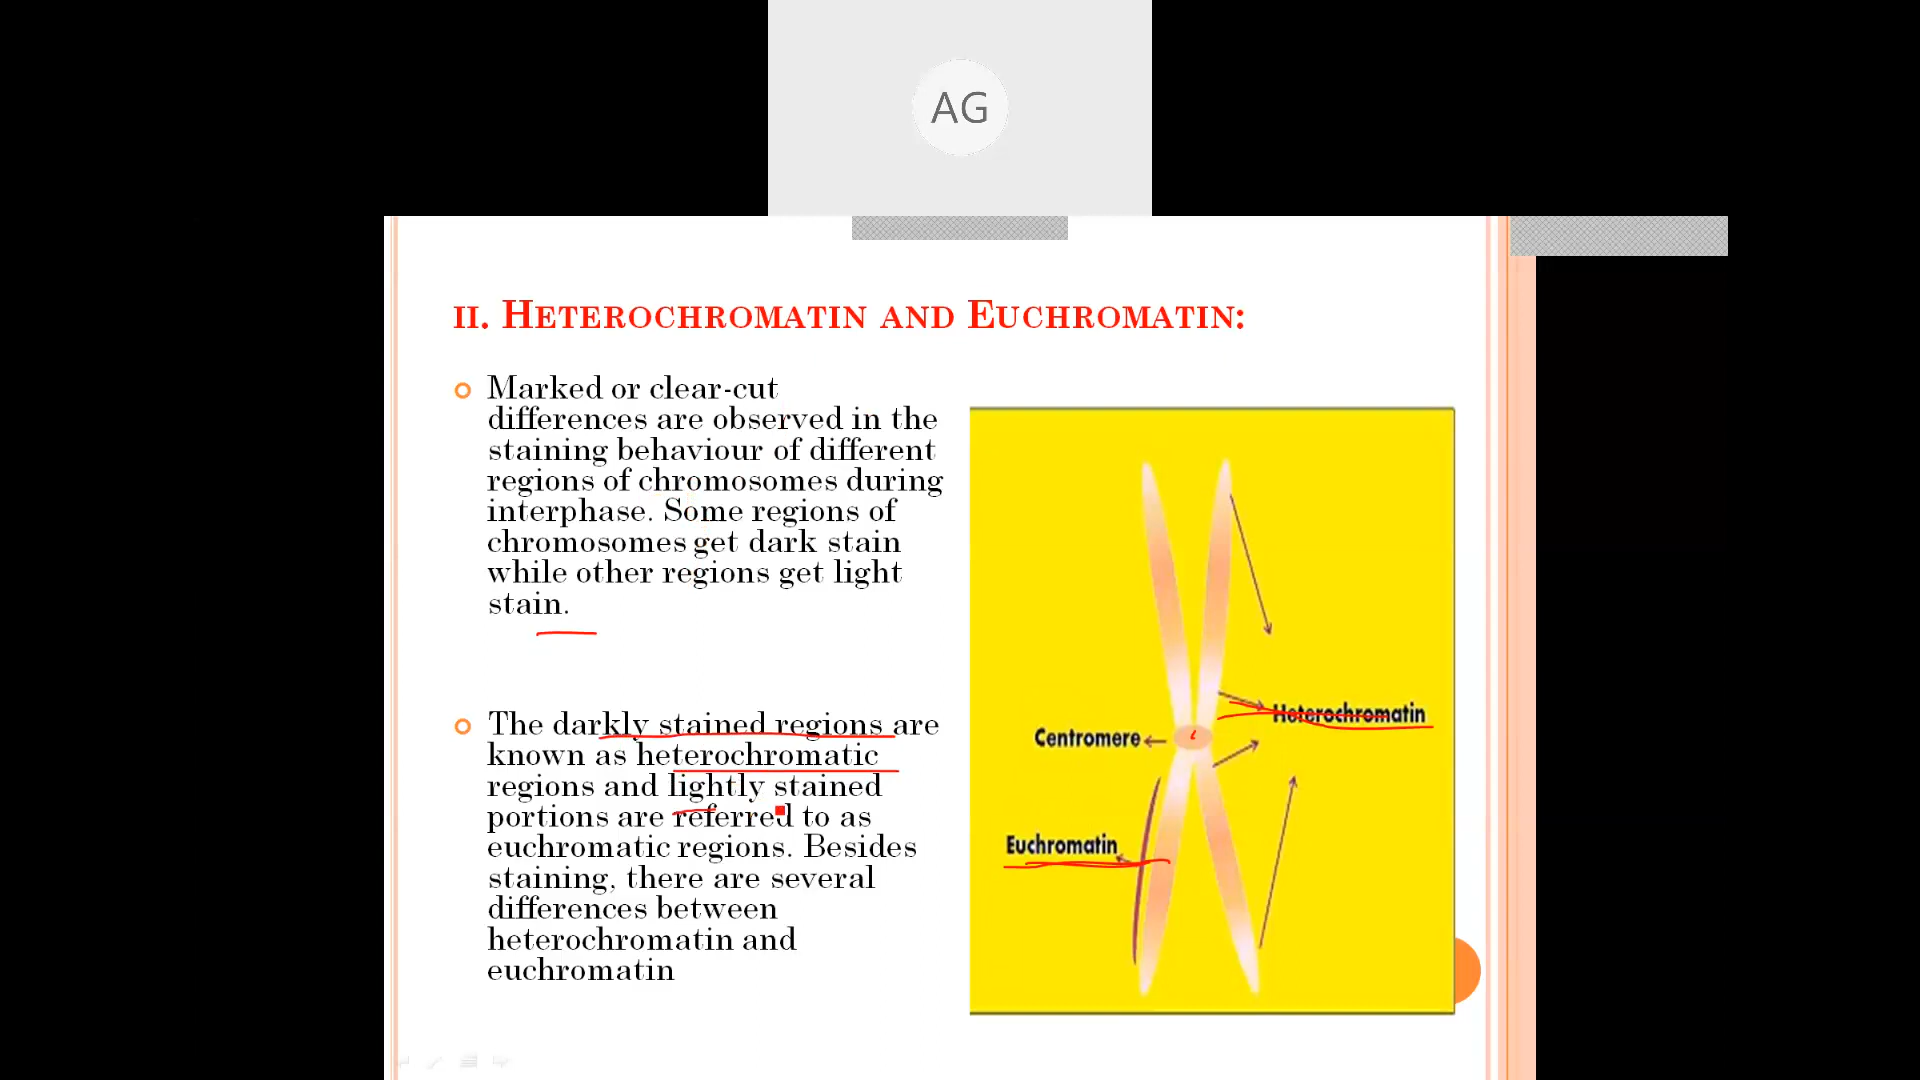 AG
II. HETEROCHROMATIN AND EUCHROMATIN:
Marked or clear-cut
differences are observed in the
staining behaviour of different
regions of chromosomes during
interphase. Some regions of
chromosomes get dark stain
while other regions get light
stain.
The darkly stained regions are
known as heterochromatic
regions and lightly stained
portions are referred to as
euchromatic regions. Besides
staining, there are several
differences between
heterochromatin and
euchromatin
Heterochromatin
Centromere
Euchromatin